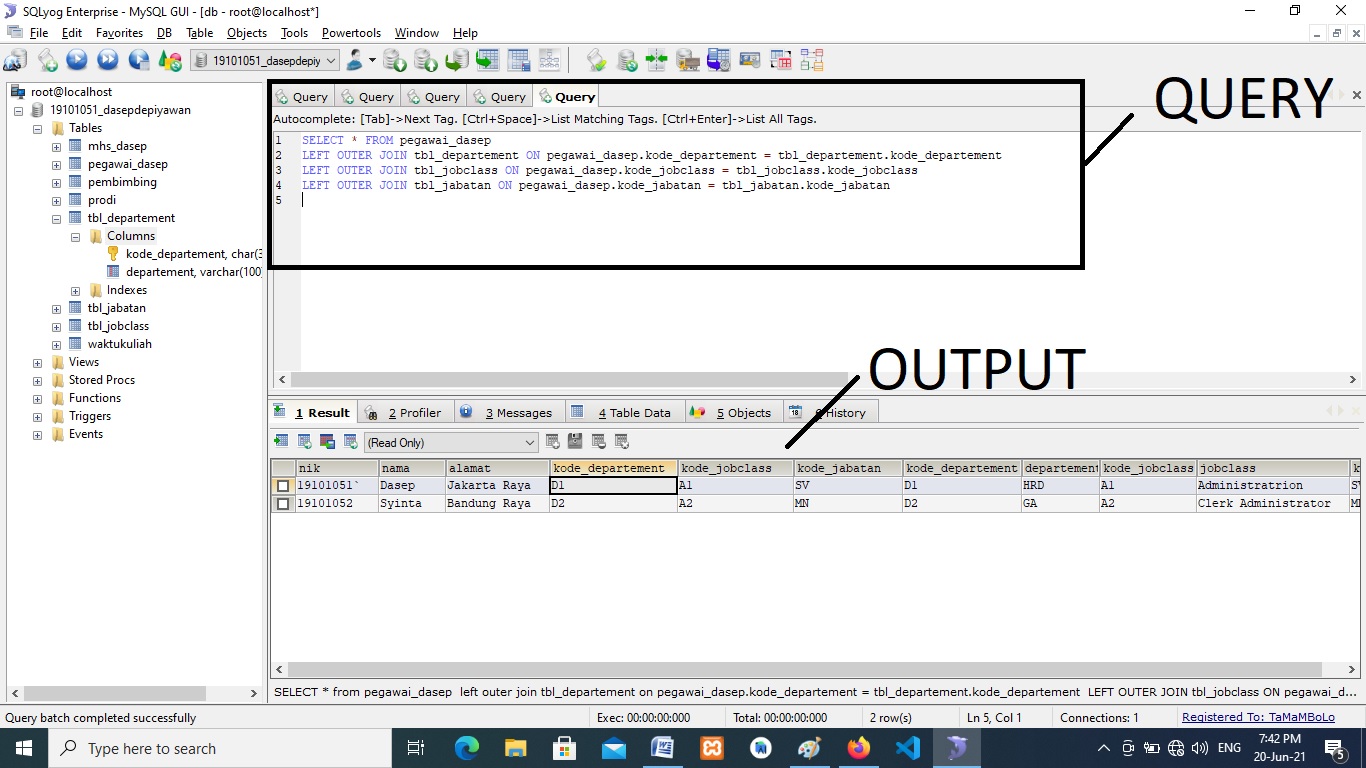 SQLyog Enterprise - MySQL GUI - [db - root@localhost*]
File Edit Favorites DB Table Objects Tools Powertools Window Help
19101051_dasepdepiy
root@localhost
19101051_dasepdepiyawan
Tables
mhs_dasep
pegawai_dasep
pembimbing
prodi
tbl_departement
Columns
kode_departement, char(3
departement, varchar(100)
Indexes
tbl_jabatan
tbl_jobclass
waktukuliah
Views
Stored Procs
Functions
Triggers
Events
Query Query Query Query Query
QUERY
Autocomplete: [Tab]->Next Tag. [Ctrl+Space]->List Matching Tags. [Ctrl+Enter]->List All Tags.
1 SELECT * FROM pegawai_dasep
2 LEFT OUTER JOIN tbl_departement ON pegawai_dasep.kode_departement = tbl_departement.kode_departement
3 LEFT OUTER JOIN tbl_jobclass ON pegawai_dasep.kode_jobclass = tbl_jobclass.kode_jobclass
4 LEFT OUTER JOIN tbl_jabatan ON pegawai_dasep.kode_jabatan = tbl_jabatan.kode_jabatan
5
OUTPUT
1 Result 2 Profiler 3 Messages 4 Table Data 5 Objects 6 History
(Read Only)
nik nama alamat kode_departement kode_jobclass kode_jabatan kode_departement departement kode_jobclass jobclass k
19101051` Dasep Jakarta Raya D1 A1 SV D1 HRD A1 Administratrion SV
19101052 Syinta Bandung Raya D2 A2 MN D2 GA A2 Clerk Administrator
SELECT * from pegawai_dasep left outer join tbl_departement on pegawai_dasep.kode_departement = tbl_departement.kode_departement LEFT OUTER JOIN tbl_jobclass ON pegawai_d...
Query batch completed successfully Exec: 00:00:00:000 Total: 00:00:00:000 2 row(s) Ln 5, Col 1 Connections: 1 Registered To: TaMaMBoLo
Type here to search
ENG
7:42 PM
20-Jun-21
5